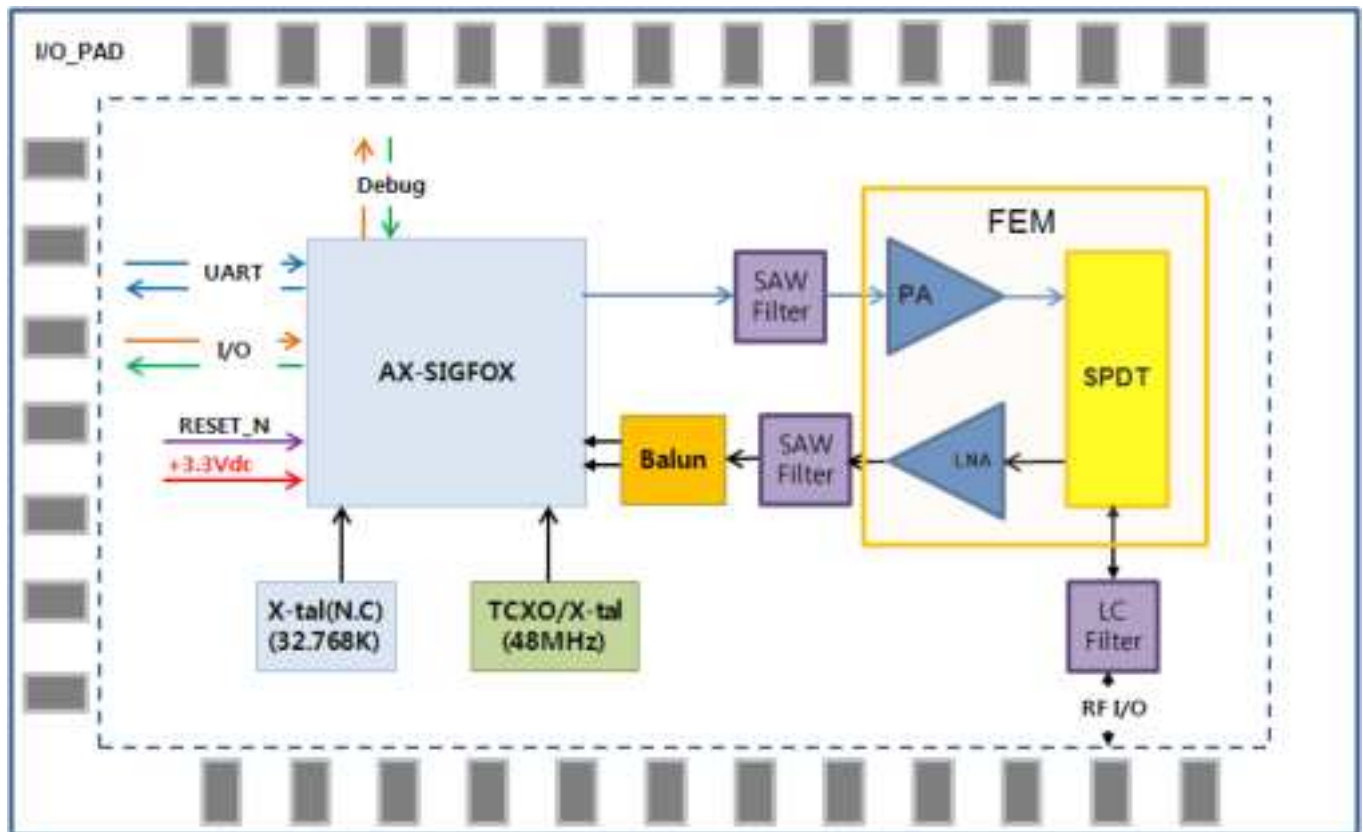 I/O_PAD
Debug
FEM
UART
SAW
Filter
PA
I/O
AX-SIGFOX
SPDT
RESET_N
+3.3Vdc
Balun
SAW
Filter
LNA
X-tal(N.C)
(32.768K)
TCXO/X-tal
(48MHz)
LC
Filter
RF I/O